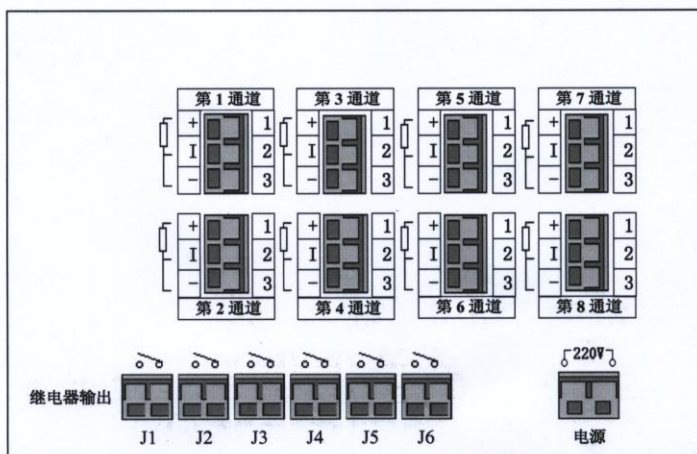 第1通道 第3通道 第5通道 第7通道
+ 1 + 1 + 1 + 1
I 2 I 2 I 2 I 2
− 3 − 3 − 3 − 3
+ 1 + 1 + 1 + 1
I 2 I 2 I 2 I 2
− 3 − 3 − 3 − 3
第2通道 第4通道 第6通道 第8通道
220V
继电器输出
J1 J2 J3 J4 J5 J6 电源